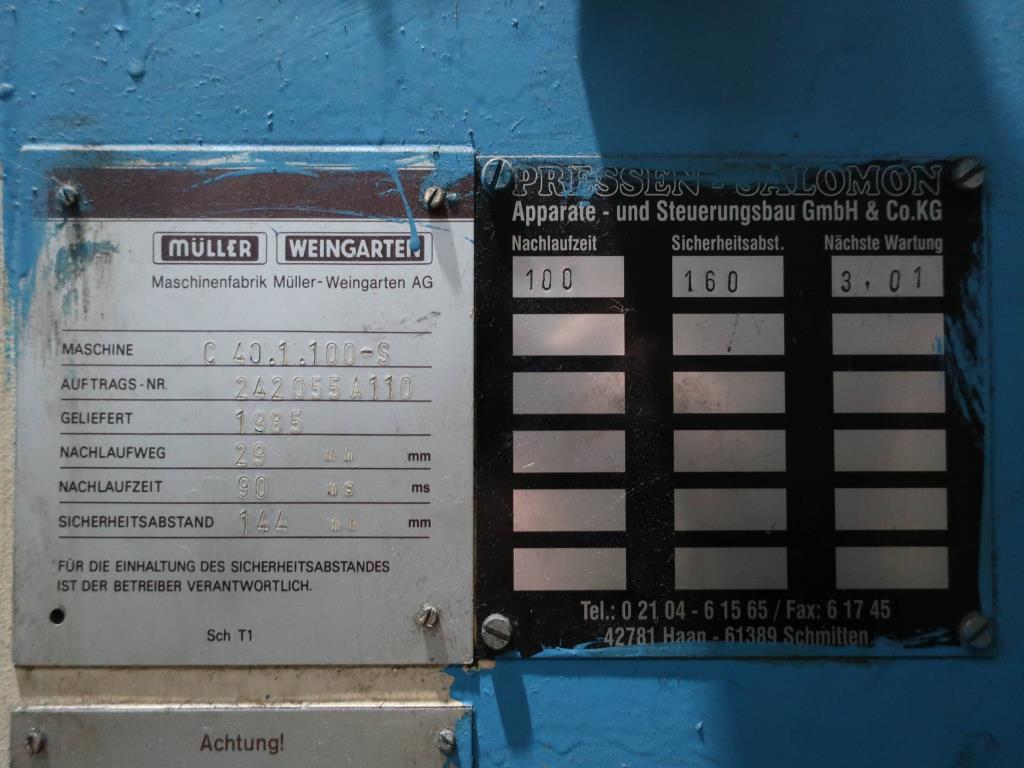 MÜLLER WEINGARTEN
Maschinenfabrik Müller-Weingarten AG
MASCHINE C 40.1.100-S
AUFTRAGS-NR. 242055A110
GELIEFERT 1985
NACHLAUFWEG 29 mm mm
NACHLAUFZEIT 90 ms ms
SICHERHEITSABSTAND 144 mm mm
FÜR DIE EINHALTUNG DES SICHERHEITSABSTANDES
IST DER BETREIBER VERANTWORTLICH.
Sch T1
Achtung!
PRESSEN - SALOMON
Apparate - und Steuerungsbau GmbH & Co.KG
Nachlaufzeit Sicherheitsabst. Nächste Wartung
100 160 3.01
Tel.: 0 21 04 - 6 15 65 / Fax: 6 17 45
42781 Haan - 61389 Schmitten